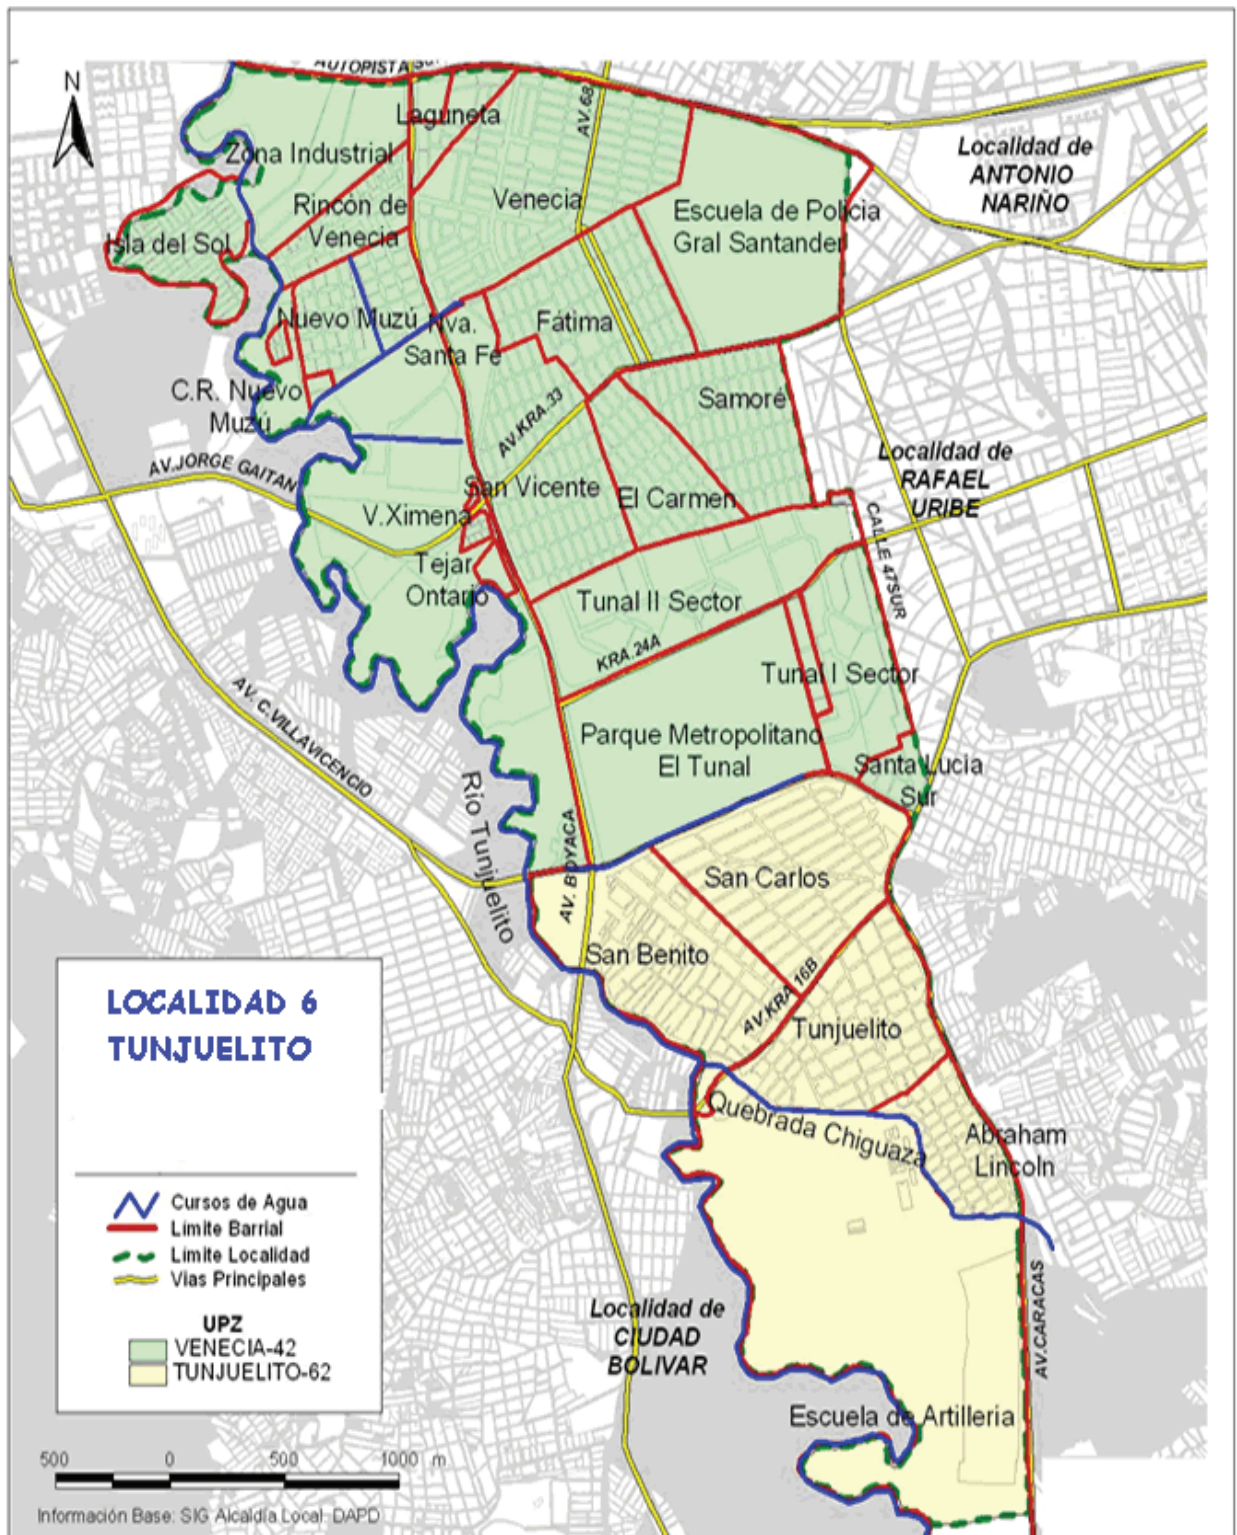 N
AUTOPISTA SUR
Laguneta
AV.68
Zona Industrial
Localidad de
ANTONIO
NARIÑO
Rincón de
Venecia
Venecia
Escuela de Policia
Gral Santander
Isla del Sol
Nuevo Muzú
Nva.
Santa Fe
Fátima
C.R. Nuevo
Muzú
Samoré
AV.KRA.33
AV.JORGE GAITAN
Localidad de
RAFAEL
URIBE
San Vicente
El Carmen
V.Ximena
CALLE 47SUR
Tejar
Ontario
Tunal II Sector
KRA.24A
Tunal I Sector
AV. C.VILLAVICENCIO
Parque Metropolitano
El Tunal
Santa Lucia
Sur
Río Tunjuelito
AV. BOYACA
San Carlos
San Benito
AV.KRA 16B
Tunjuelito
Quebrada Chiguaza
Abraham
Lincoln
LOCALIDAD 6
TUNJUELITO
Cursos de Agua
Límite Barrial
Límite Localidad
Vias Principales
UPZ
VENECIA-42
TUNJUELITO-62
Localidad de
CIUDAD
BOLIVAR
AV.CARACAS
Escuela de Artilleria
500 0 500 1000 m
Información Base: SIG Alcaldía Local: DAPD